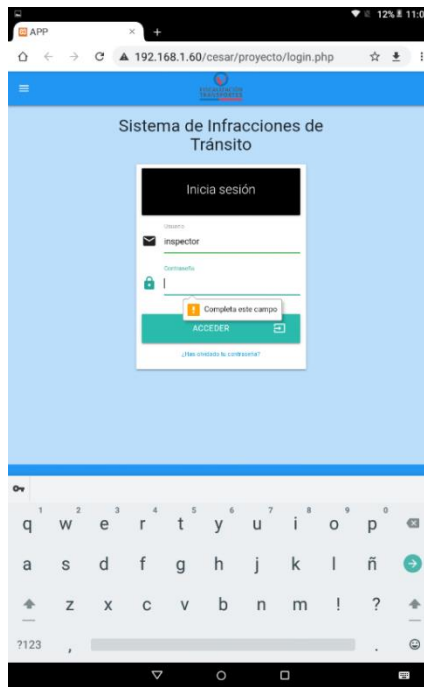 12% 11:0
APP × +
192.168.1.60/cesar/proyecto/login.php
FISCALIZACIÓN
TRANSPORTES
Sistema de Infracciones de
Tránsito
Inicia sesión
Usuario
inspector
Contraseña
! Completa este campo
ACCEDER
¿Has olvidado tu contraseña?
1 2 3 4 5 6 7 8 9 0
q w e r t y u i o p
a s d f g h j k l ñ
z x c v b n m ! ?
?123 , .